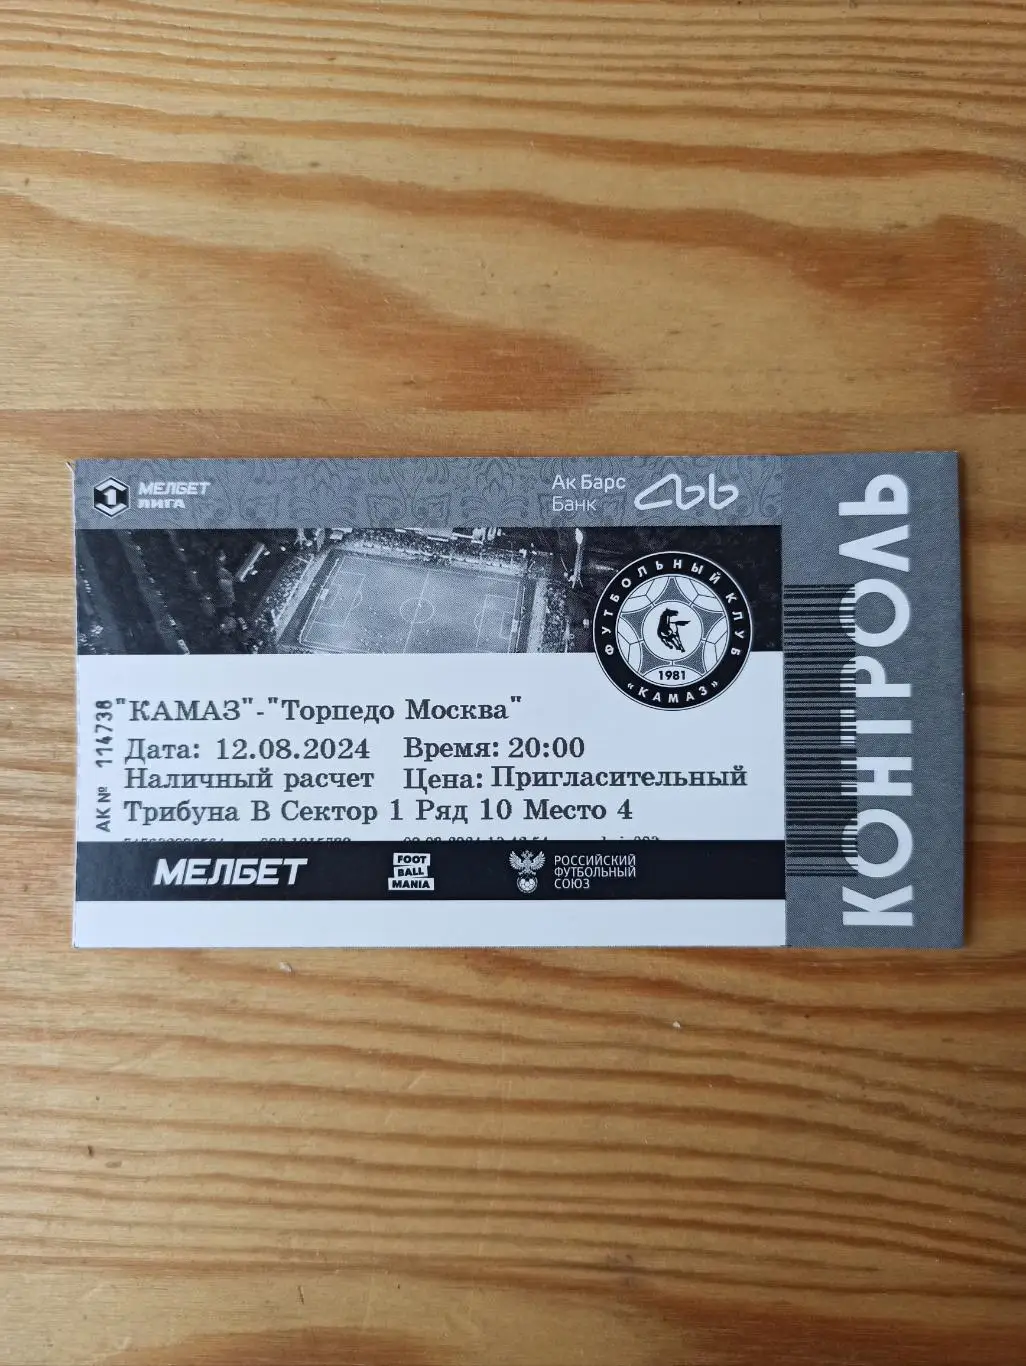 МЕЛБЕТ
ЛИГА
Ак Барс
Банк
ФУТБОЛЬНЫЙ КЛУБ
1981
«КАМАЗ»
АК № 114738
"КАМАЗ"-"Торпедо Москва"
Дата: 12.08.2024 Время: 20:00
Наличный расчет Цена: Пригласительный
Трибуна В Сектор 1 Ряд 10 Место 4
МЕЛБЕТ
FOOT
BALL
MANIA
РОССИЙСКИЙ
ФУТБОЛЬНЫЙ
СОЮЗ
КОНТРОЛЬ